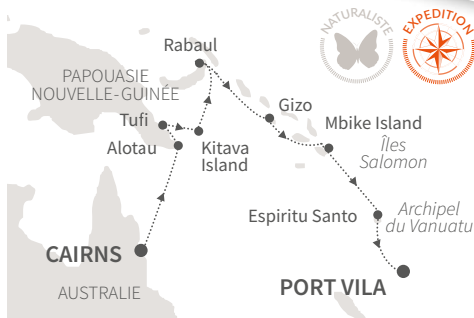 NATURALISTE
EXPEDITION
Rabaul
PAPOUASIE
NOUVELLE-GUINÉE
Tufi
Alotau
Kitava
Island
Gizo
Mbike Island
Îles
Salomon
Espiritu Santo
Archipel
du Vanuatu
CAIRNS
PORT VILA
AUSTRALIE